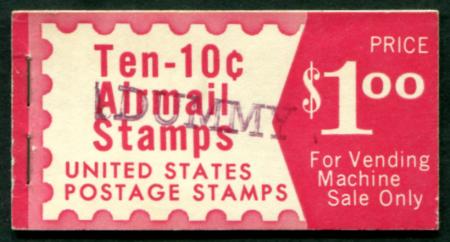 Ten-10¢
Airmail
Stamps
DUMMY
UNITED STATES
POSTAGE STAMPS
PRICE
$1.00
For Vending
Machine
Sale Only